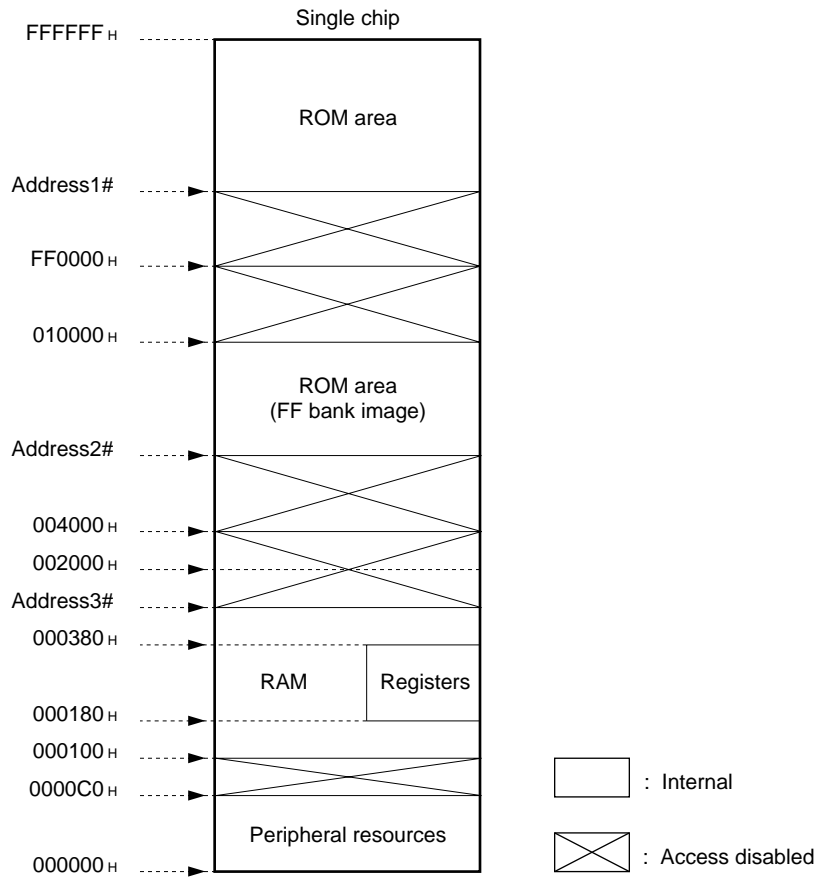 Single chip
FFFFFF H
ROM area
Address1#
FF0000 H
010000 H
ROM area
(FF bank image)
Address2#
004000 H
002000 H
Address3#
000380 H
RAM
Registers
000180 H
000100 H
0000C0 H
: Internal
Peripheral resources
: Access disabled
000000 H